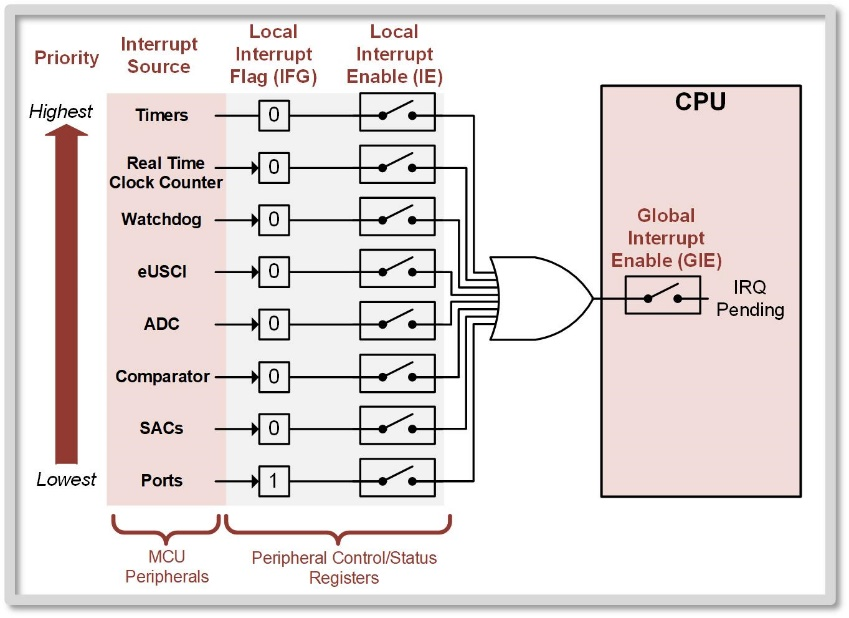 Priority
Interrupt
Source
Local
Interrupt
Flag (IFG)
Local
Interrupt
Enable (IE)
Highest
Timers
0
Real Time
Clock Counter
0
Watchdog
0
eUSCI
0
ADC
0
Comparator
0
SACs
0
Lowest
Ports
1
CPU
Global
Interrupt
Enable (GIE)
IRQ
Pending
MCU
Peripherals
Peripheral Control/Status
Registers